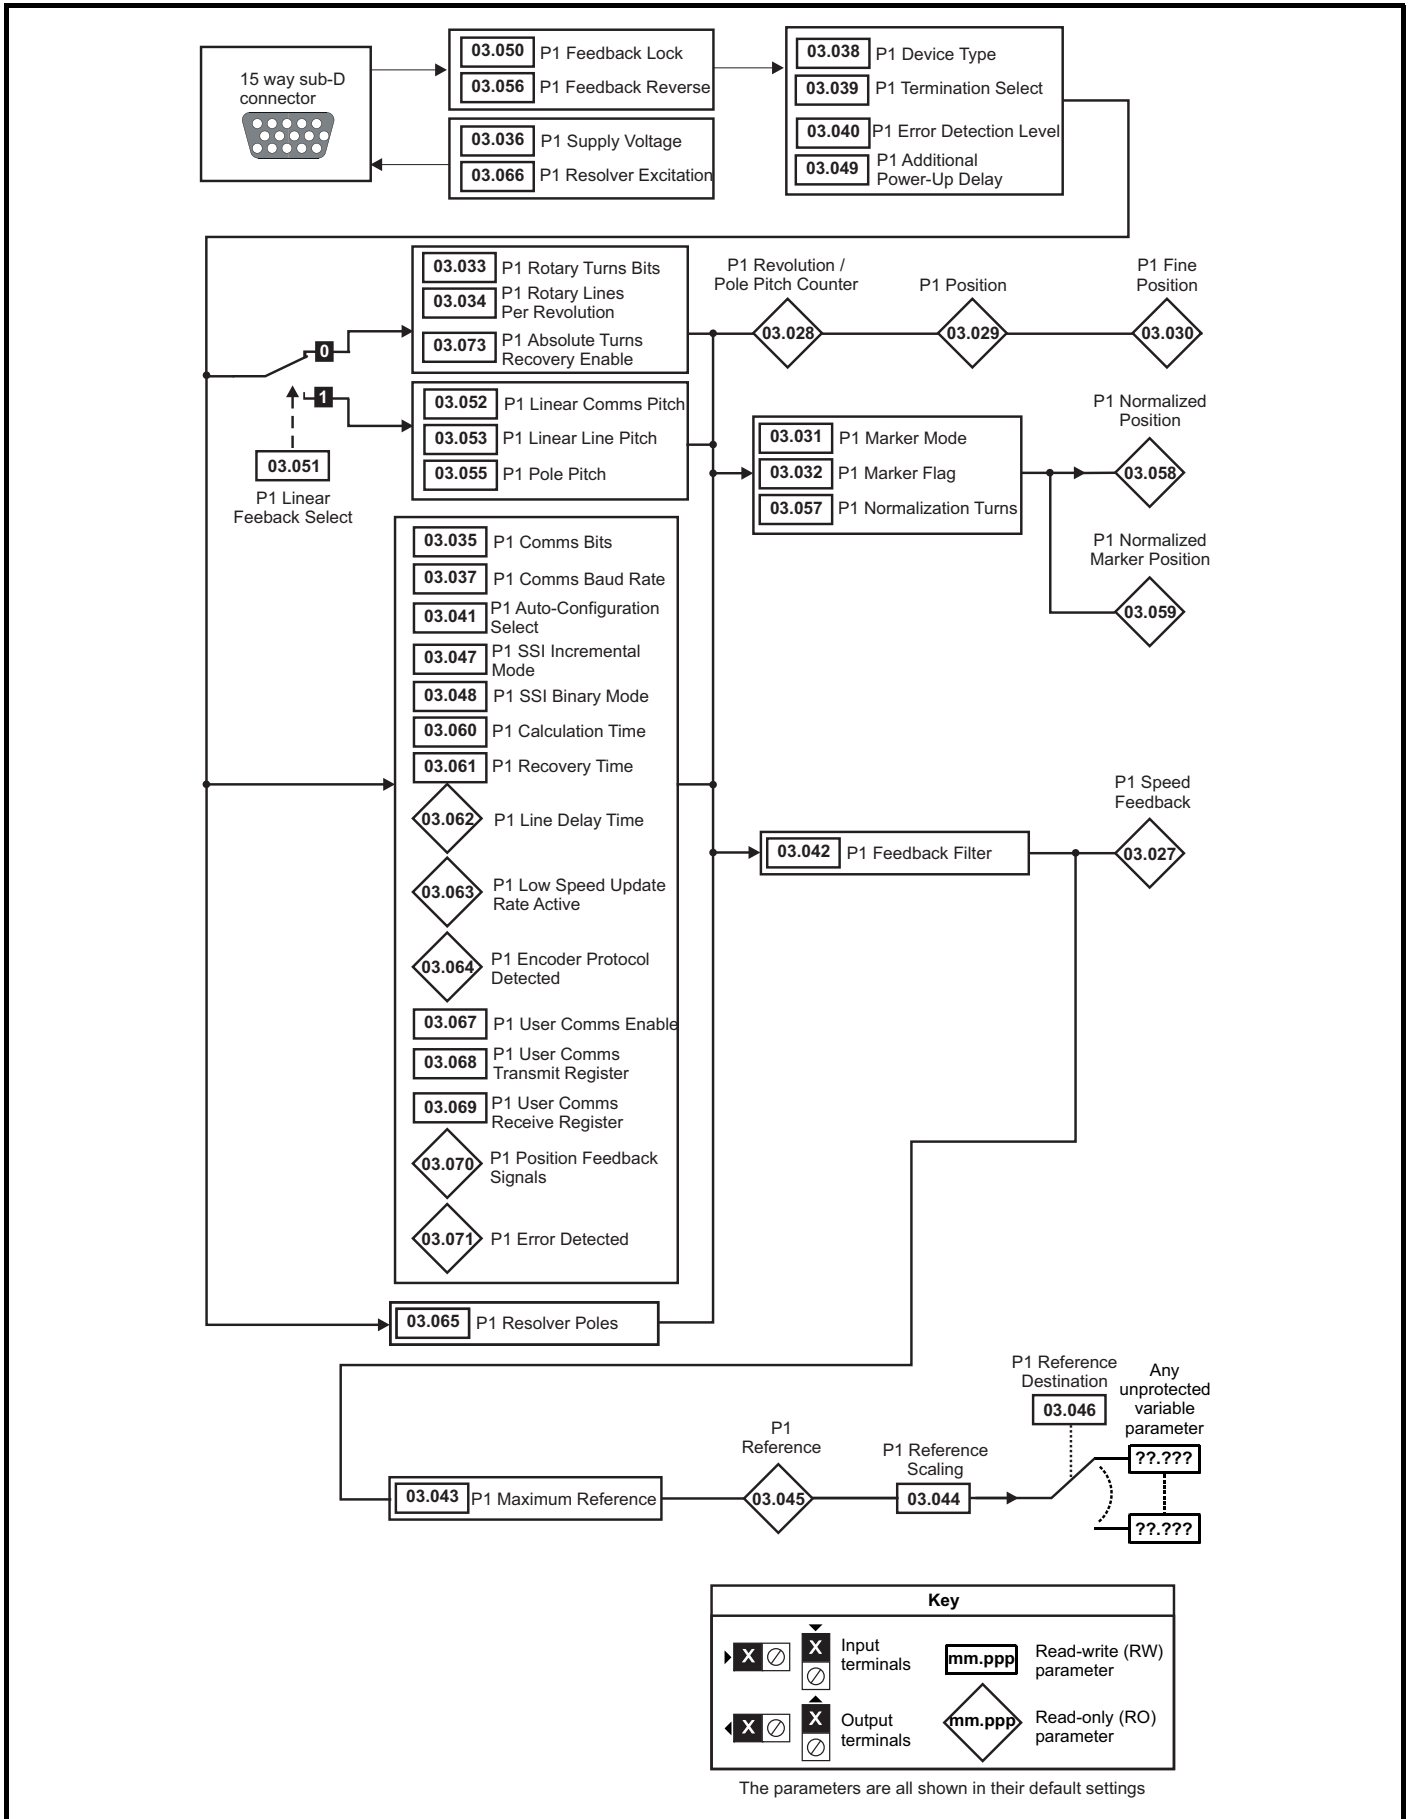 15 way sub-D
connector
03.050 P1 Feedback Lock
03.056 P1 Feedback Reverse
03.036 P1 Supply Voltage
03.066 P1 Resolver Excitation
03.038 P1 Device Type
03.039 P1 Termination Select
03.040 P1 Error Detection Level
03.049 P1 Additional
Power-Up Delay
03.033 P1 Rotary Turns Bits
03.034 P1 Rotary Lines
Per Revolution
03.073 P1 Absolute Turns
Recovery Enable
0
1
03.051
P1 Linear
Feeback Select
03.052 P1 Linear Comms Pitch
03.053 P1 Linear Line Pitch
03.055 P1 Pole Pitch
P1 Revolution /
Pole Pitch Counter
03.028
P1 Position
03.029
P1 Fine
Position
03.030
03.031 P1 Marker Mode
03.032 P1 Marker Flag
03.057 P1 Normalization Turns
P1 Normalized
Position
03.058
P1 Normalized
Marker Position
03.059
03.035 P1 Comms Bits
03.037 P1 Comms Baud Rate
03.041 P1 Auto-Configuration
Select
03.047 P1 SSI Incremental
Mode
03.048 P1 SSI Binary Mode
03.060 P1 Calculation Time
03.061 P1 Recovery Time
03.062 P1 Line Delay Time
03.063 P1 Low Speed Update
Rate Active
03.064 P1 Encoder Protocol
Detected
03.067 P1 User Comms Enable
03.068 P1 User Comms
Transmit Register
03.069 P1 User Comms
Receive Register
03.070 P1 Position Feedback
Signals
03.071 P1 Error Detected
03.042 P1 Feedback Filter
P1 Speed
Feedback
03.027
03.065 P1 Resolver Poles
03.043 P1 Maximum Reference
P1
Reference
03.045
P1 Reference
Scaling
03.044
P1 Reference
Destination
03.046
Any
unprotected
variable
parameter
??.???
??.???
Key
X X Input
terminals
mm.ppp Read-write (RW)
parameter
X X Output
terminals
mm.ppp Read-only (RO)
parameter
The parameters are all shown in their default settings